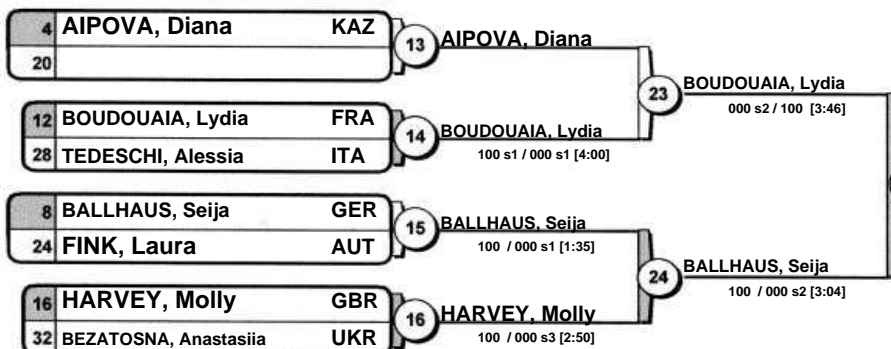 4 AIPOVA, Diana KAZ
20
13 AIPOVA, Diana
12 BOUDOUAIA, Lydia FRA
28 TEDESCHI, Alessia ITA
14 BOUDOUAIA, Lydia
100 s1 / 000 s1 [4:00]
23 BOUDOUAIA, Lydia
000 s2 / 100 [3:46]
8 BALLHAUS, Seija GER
24 FINK, Laura AUT
15 BALLHAUS, Seija
100 / 000 s1 [1:35]
16 HARVEY, Molly GBR
32 BEZATOSNA, Anastasiia UKR
16 HARVEY, Molly
100 / 000 s3 [2:50]
24 BALLHAUS, Seija
100 / 000 s2 [3:04]